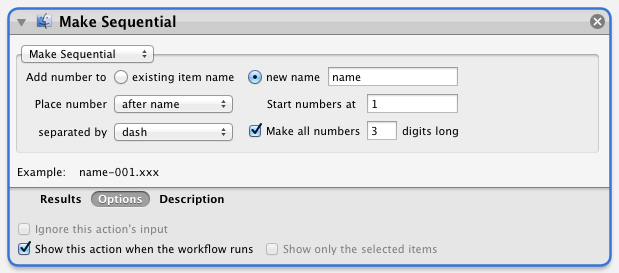 Make Sequential
Make Sequential
Add number to existing item name new name name
Place number after name Start numbers at 1
separated by dash Make all numbers 3 digits long
Example: name-001.xxx
Results Options Description
Ignore this action's input
Show this action when the workflow runs Show only the selected items